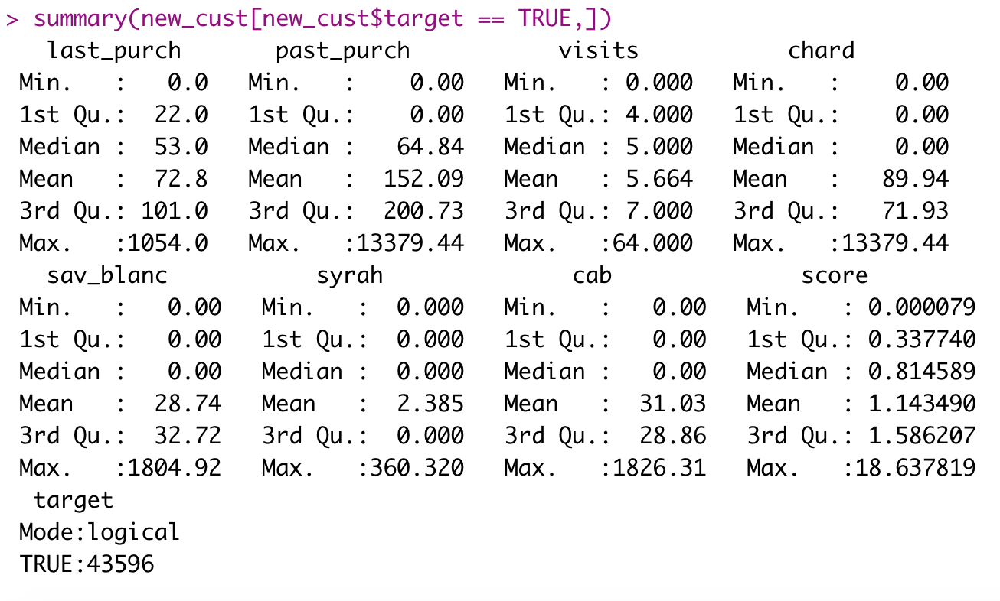 > summary(new_cust[new_cust$target == TRUE,])
   last_purch       past_purch           visits           chard         
 Min.   :   0.0   Min.   :    0.00   Min.   : 0.000   Min.   :    0.00  
 1st Qu.:  22.0   1st Qu.:    0.00   1st Qu.: 4.000   1st Qu.:    0.00  
 Median :  53.0   Median :   64.84   Median : 5.000   Median :    0.00  
 Mean   :  72.8   Mean   :  152.09   Mean   : 5.664   Mean   :   89.94  
 3rd Qu.: 101.0   3rd Qu.:  200.73   3rd Qu.: 7.000   3rd Qu.:   71.93  
 Max.   :1054.0   Max.   :13379.44   Max.   :64.000   Max.   :13379.44  
   sav_blanc           syrah              cab              score          
 Min.   :   0.00   Min.   :  0.000   Min.   :   0.00   Min.   : 0.000079  
 1st Qu.:   0.00   1st Qu.:  0.000   1st Qu.:   0.00   1st Qu.: 0.337740  
 Median :   0.00   Median :  0.000   Median :   0.00   Median : 0.814589  
 Mean   :  28.74   Mean   :  2.385   Mean   :  31.03   Mean   : 1.143490  
 3rd Qu.:  32.72   3rd Qu.:  0.000   3rd Qu.:  28.86   3rd Qu.: 1.586207  
 Max.   :1804.92   Max.   :360.320   Max.   :1826.31   Max.   :18.637819  
  target
 Mode:logical
 TRUE:43596